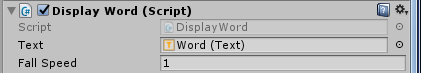 Display Word (Script)
Script DisplayWord
Text Word (Text)
Fall Speed 1